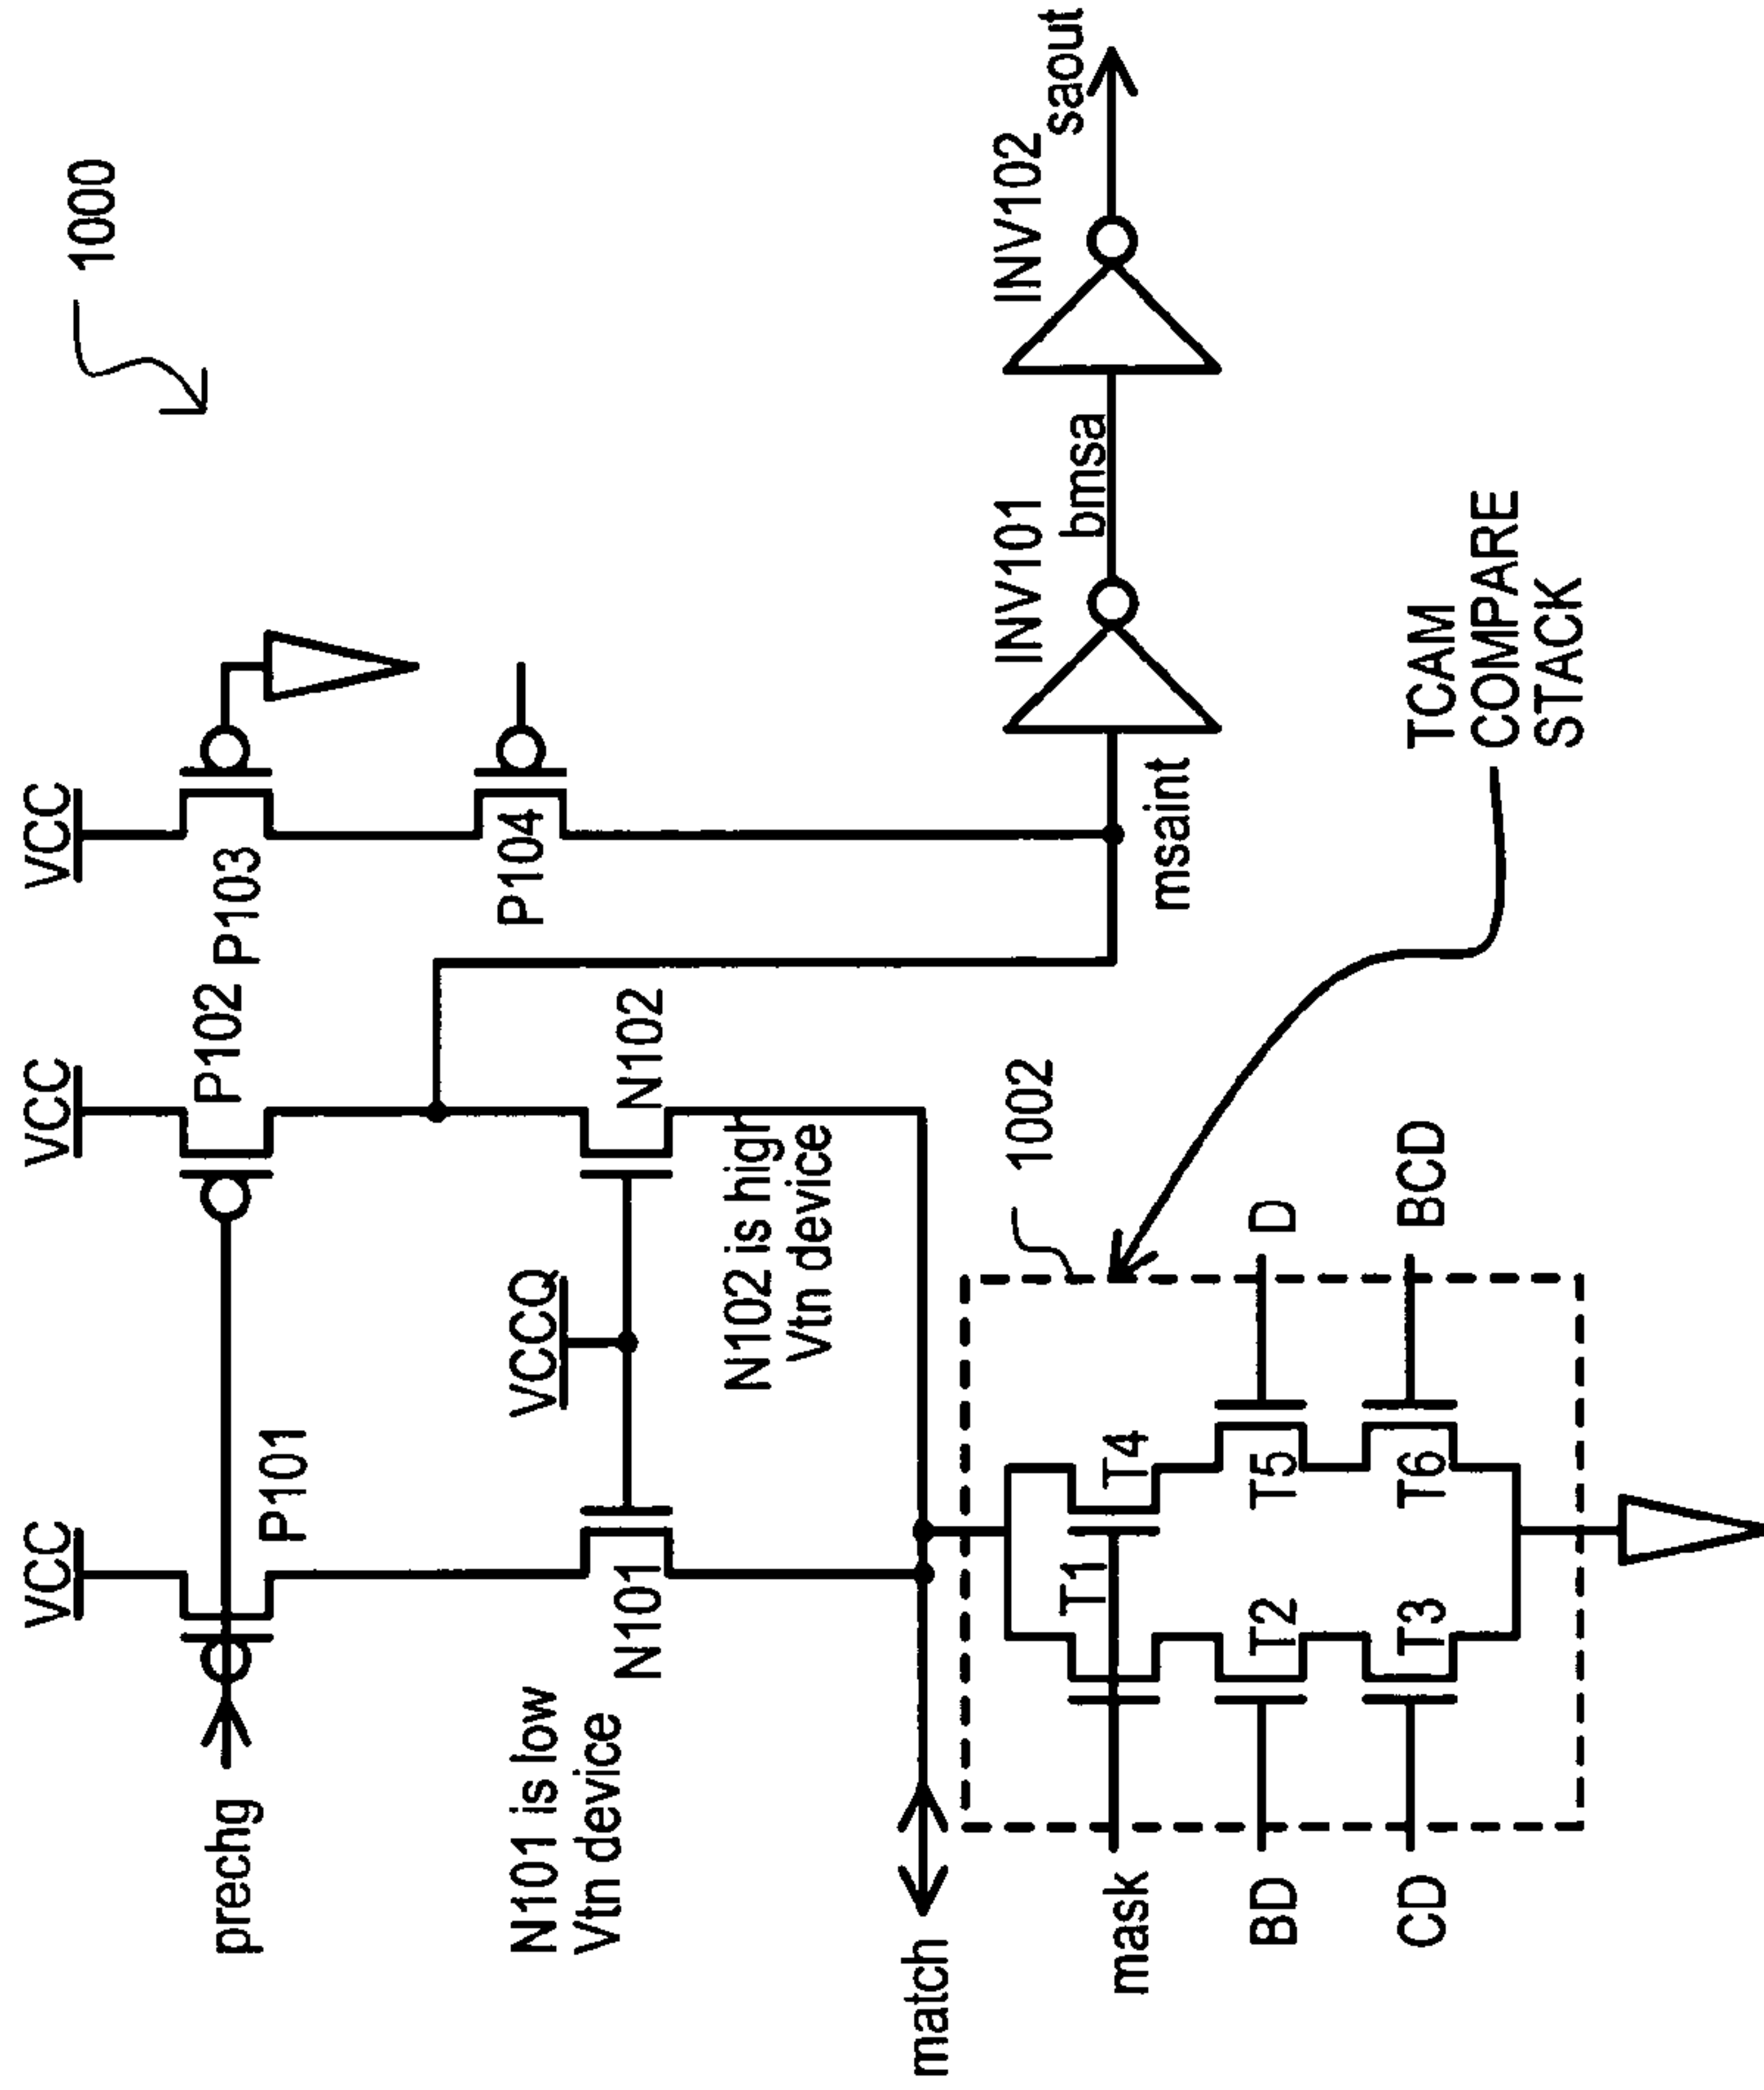 1000
VCC
VCC
VCC
prechg
P101
P102
P103
P104
VCCQ
N101 is low
Vtn device
N101
N102
N102 is high
Vtn device
INV101
INV102
saout
bmsa
msaint
match
1002
TCAM
COMPARE
STACK
mask
T1
T4
BD
T2
T5
D
CD
T3
T6
BCD